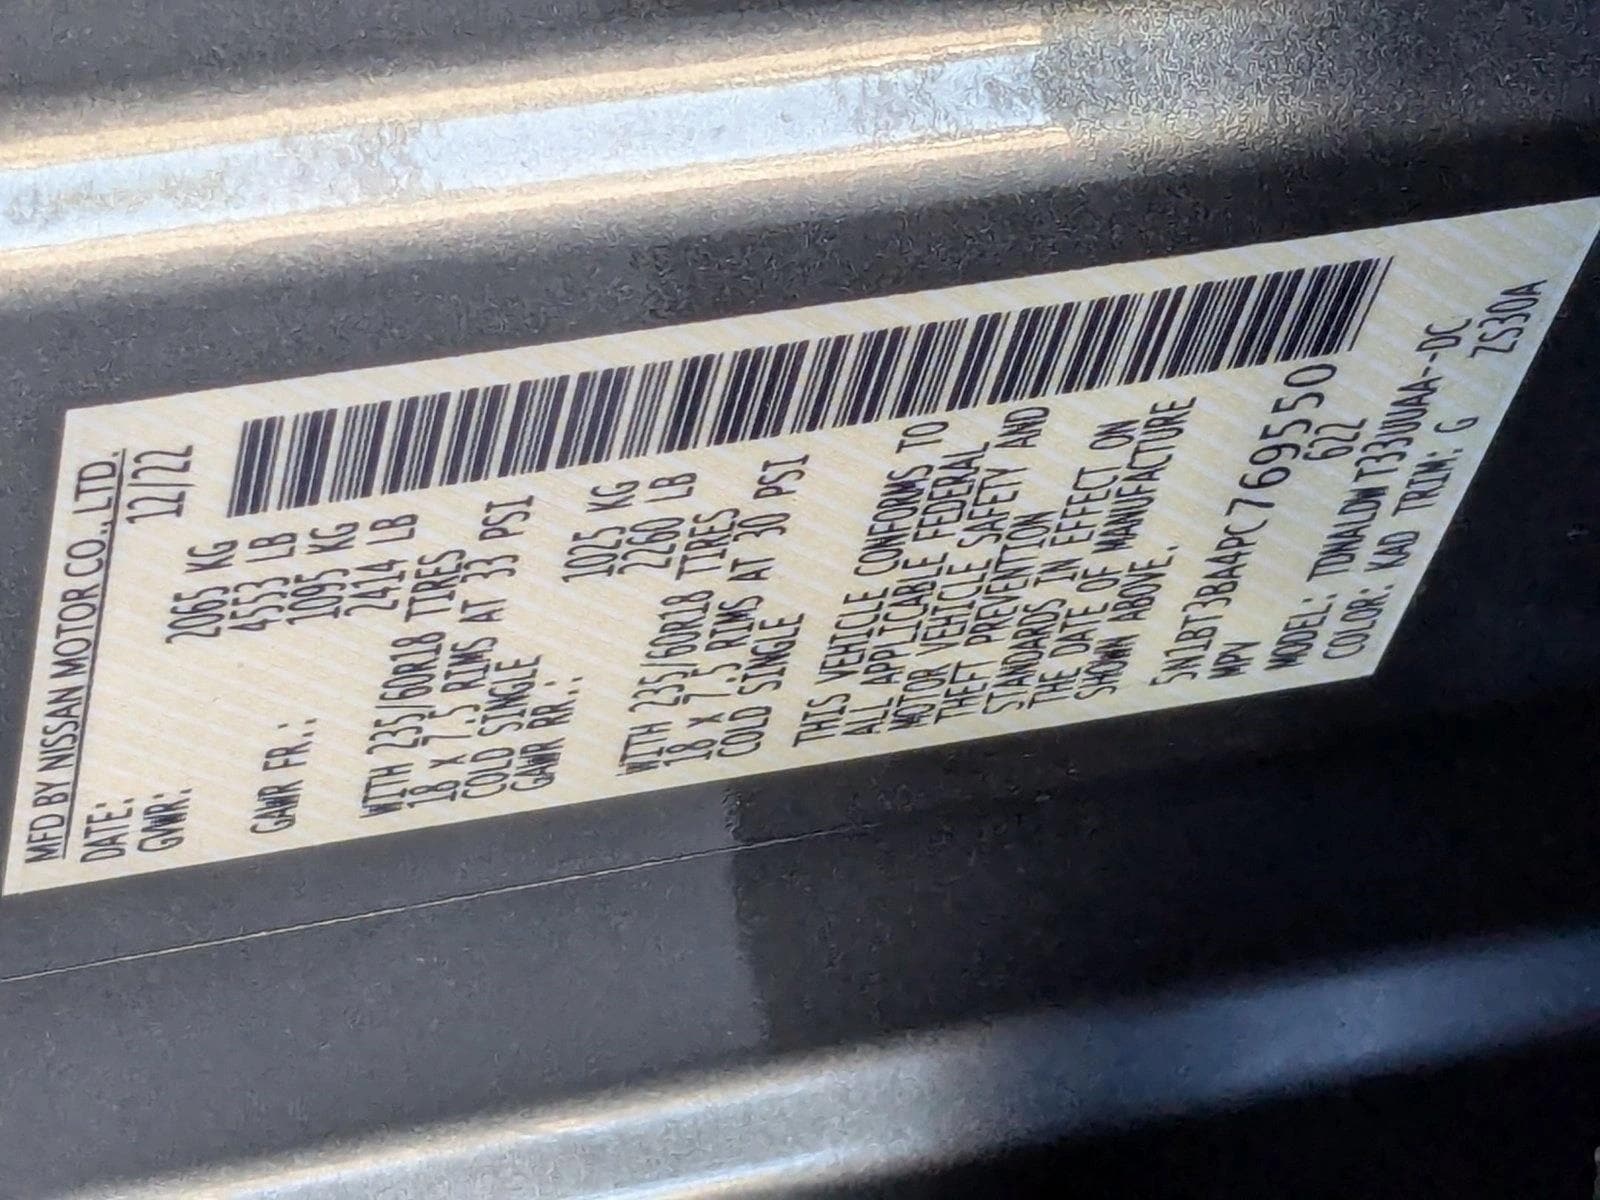 MFD BY NISSAN MOTOR CO., LTD.
DATE: 12/22
GVWR: 2065 KG
4533 LB
GAWR FR.: 1095 KG
2414 LB
WITH 235/60R18 TIRES
18 X 7.5 RIMS AT 33 PSI
COLD SINGLE
GAWR RR.: 1025 KG
2260 LB
WITH 235/60R18 TIRES
18 X 7.5 RIMS AT 30 PSI
COLD SINGLE
THIS VEHICLE CONFORMS TO
ALL APPLICABLE FEDERAL
MOTOR VEHICLE SAFETY AND
THEFT PREVENTION
STANDARDS IN EFFECT ON
THE DATE OF MANUFACTURE
SHOWN ABOVE.
5N1BT3BA4PC769550
MPV 622
MODEL: TDNALDWT33UUAA--DC
COLOR: KAD TRIM: G ZS30A